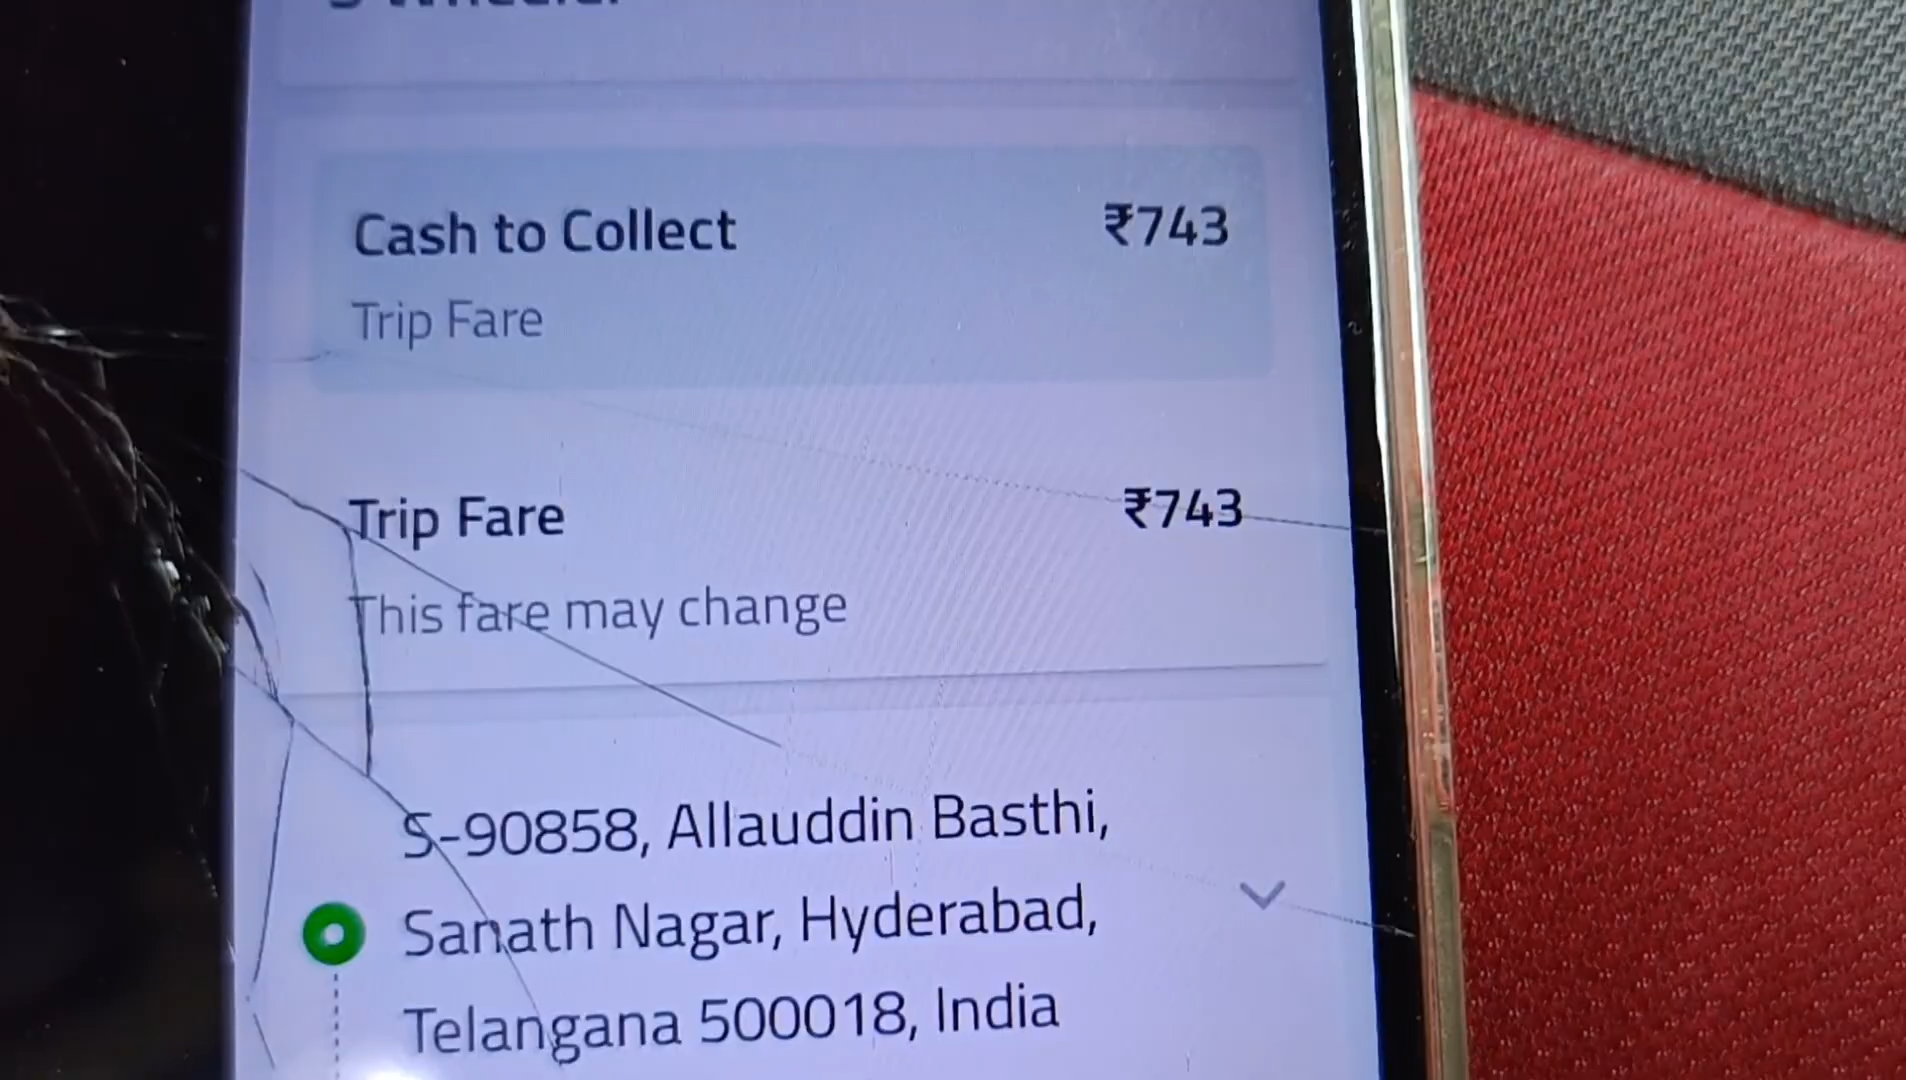 Cash to Collect ₹743
Trip Fare
Trip Fare ₹743
This fare may change
S-90858, Allauddin Basthi,
Sanath Nagar, Hyderabad,
Telangana 500018, India